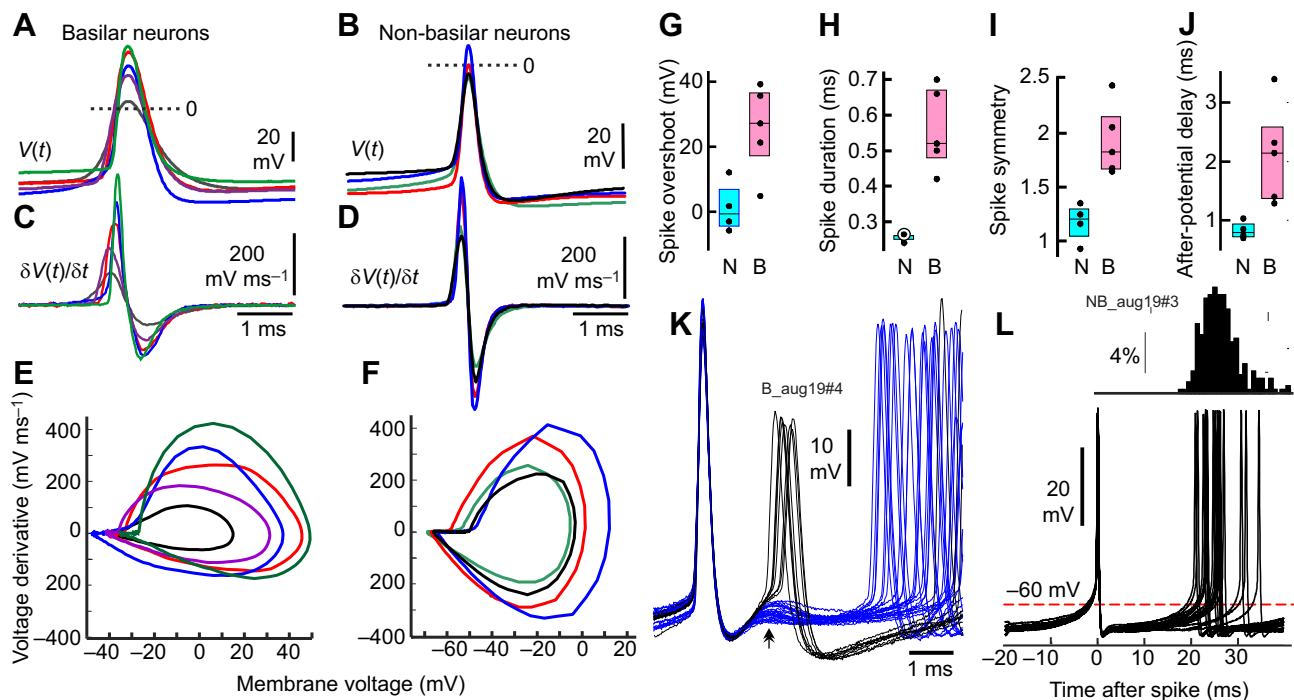 A
Basilar neurons
0
V(t)
20
mV
B
Non-basilar neurons
0
V(t)
20
mV
C
δV(t)/δt
200
mV ms–1
1 ms
D
δV(t)/δt
200
mV ms–1
1 ms
E
Voltage derivative (mV ms–1)
400
200
0
200
–400
–40
–20
0
20
40
F
400
200
0
200
–400
–60
–40
–20
0
20
Membrane voltage (mV)
G
Spike overshoot (mV)
40
20
0
N
B
H
Spike duration (ms)
0.7
0.6
0.5
0.4
0.3
N
B
I
Spike symmetry
2.5
2
1.5
1
N
B
J
After-potential delay (ms)
3
2
1
N
B
K
B_aug19#4
10
mV
1 ms
L
NB_aug19#3
4%
20
mV
–60 mV
–20
–10
0
10
20
30
Time after spike (ms)